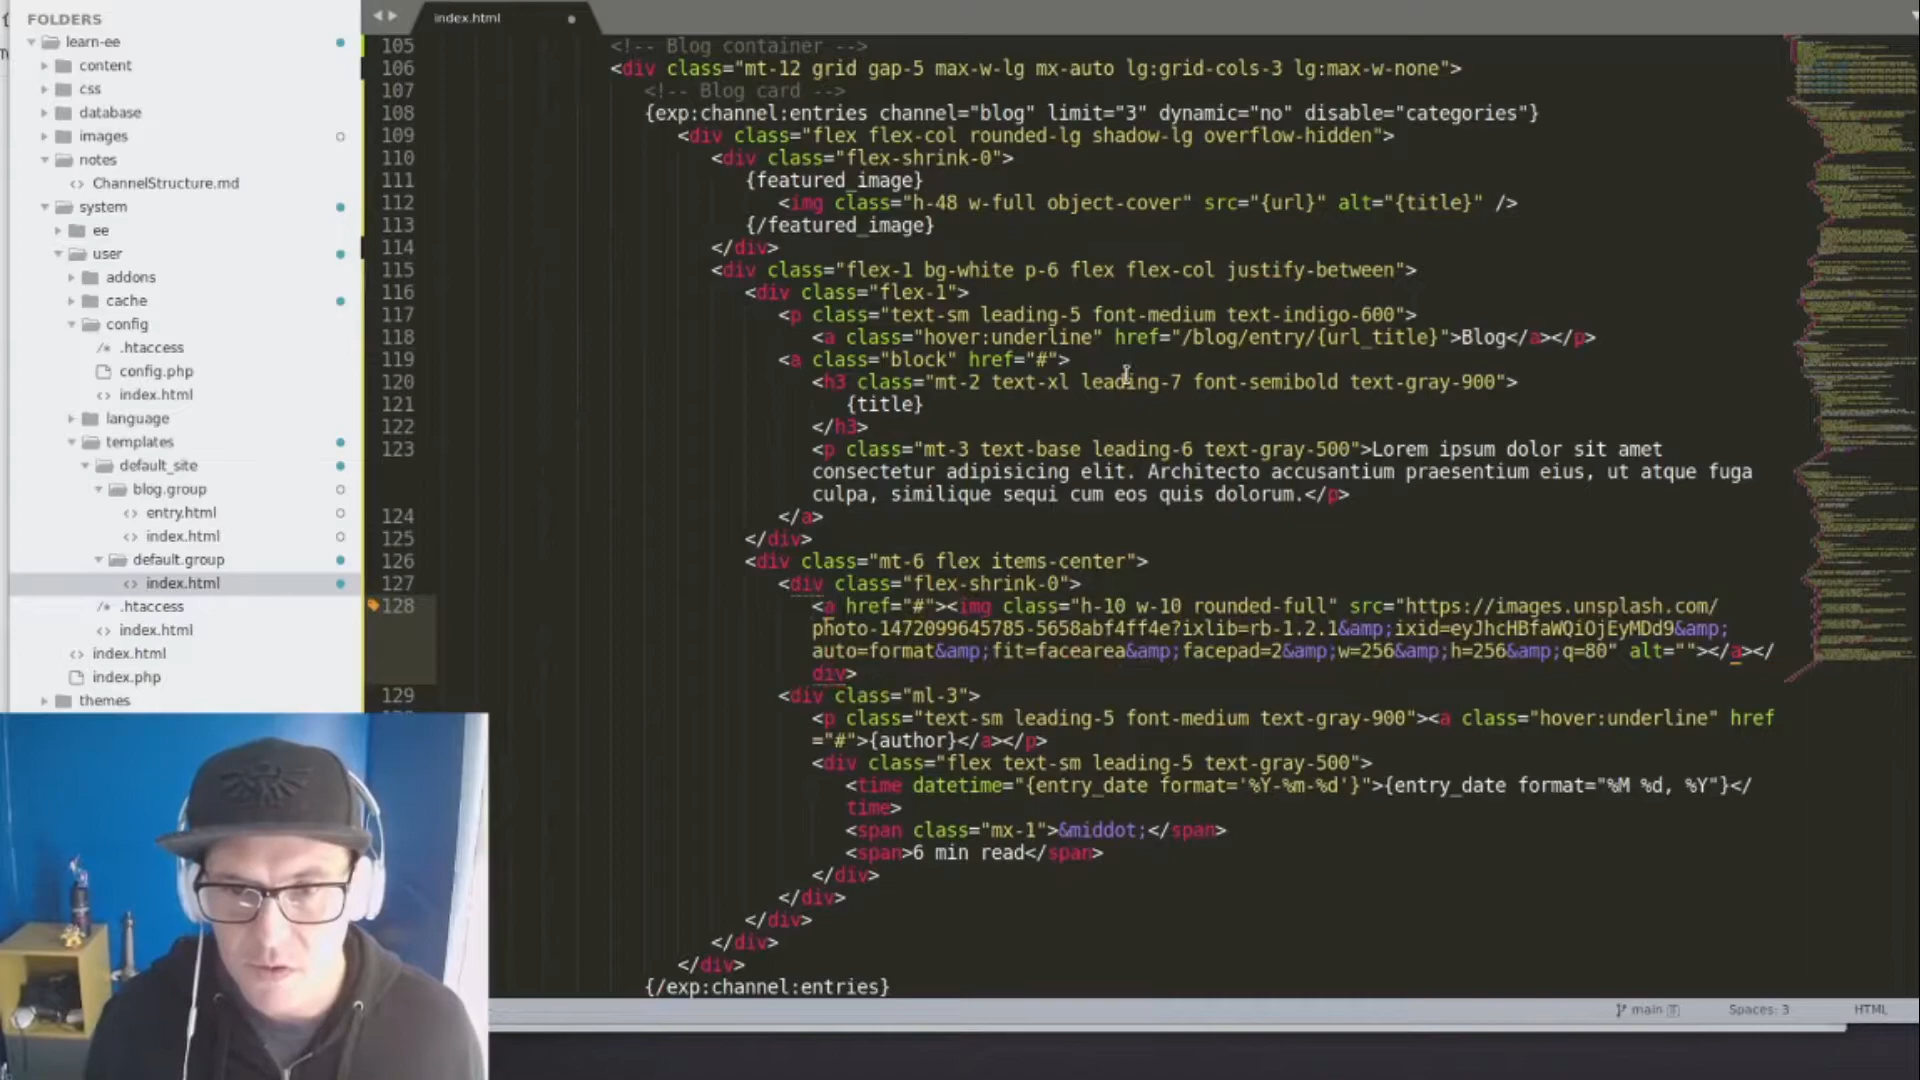 FOLDERS
learn-ee
content
css
database
images
notes
ChannelStructure.md
system
ee
user
addons
cache
config
/* .htaccess
config.php
<> index.html
language
templates
default_site
blog.group
<> entry.html
<> index.html
default.group
<> index.html
/* .htaccess
<> index.html
<> index.html
index.php
themes
index.html
105 <!-- Blog container -->
106 <div class="mt-12 grid gap-5 max-w-lg mx-auto lg:grid-cols-3 lg:max-w-none">
107 <!-- Blog card -->
108 {exp:channel:entries channel="blog" limit="3" dynamic="no" disable="categories"}
109 <div class="flex flex-col rounded-lg shadow-lg overflow-hidden">
110 <div class="flex-shrink-0">
111 {featured_image}
112 <img class="h-48 w-full object-cover" src="{url}" alt="{title}" />
113 {/featured_image}
114 </div>
115 <div class="flex-1 bg-white p-6 flex flex-col justify-between">
116 <div class="flex-1">
117 <p class="text-sm leading-5 font-medium text-indigo-600">
118 <a class="hover:underline" href="/blog/entry/{url_title}">Blog</a></p>
119 <a class="block" href="#">
120 <h3 class="mt-2 text-xl leading-7 font-semibold text-gray-900">
121 {title}
122 </h3>
123 <p class="mt-3 text-base leading-6 text-gray-500">Lorem ipsum dolor sit amet
consectetur adipisicing elit. Architecto accusantium praesentium eius, ut atque fuga
culpa, similique sequi cum eos quis dolorum.</p>
124 </a>
125 </div>
126 <div class="mt-6 flex items-center">
127 <div class="flex-shrink-0">
128 <a href="#"><img class="h-10 w-10 rounded-full" src="https://images.unsplash.com/
photo-1472099645785-5658abf4ff4e?ixlib=rb-1.2.1&amp;ixid=eyJhcHBfaWQiOjEyMDd9&amp;
auto=format&amp;fit=facearea&amp;facepad=2&amp;w=256&amp;h=256&amp;q=80" alt=""></a></
div>
129 <div class="ml-3">
<p class="text-sm leading-5 font-medium text-gray-900"><a class="hover:underline" href
="#">{author}</a></p>
<div class="flex text-sm leading-5 text-gray-500">
<time datetime="{entry_date format='%Y-%m-%d'}">{entry_date format="%M %d, %Y"}</
time>
<span class="mx-1">&middot;</span>
<span>6 min read</span>
</div>
</div>
</div>
</div>
</div>
{/exp:channel:entries}
main
Spaces: 3
HTML